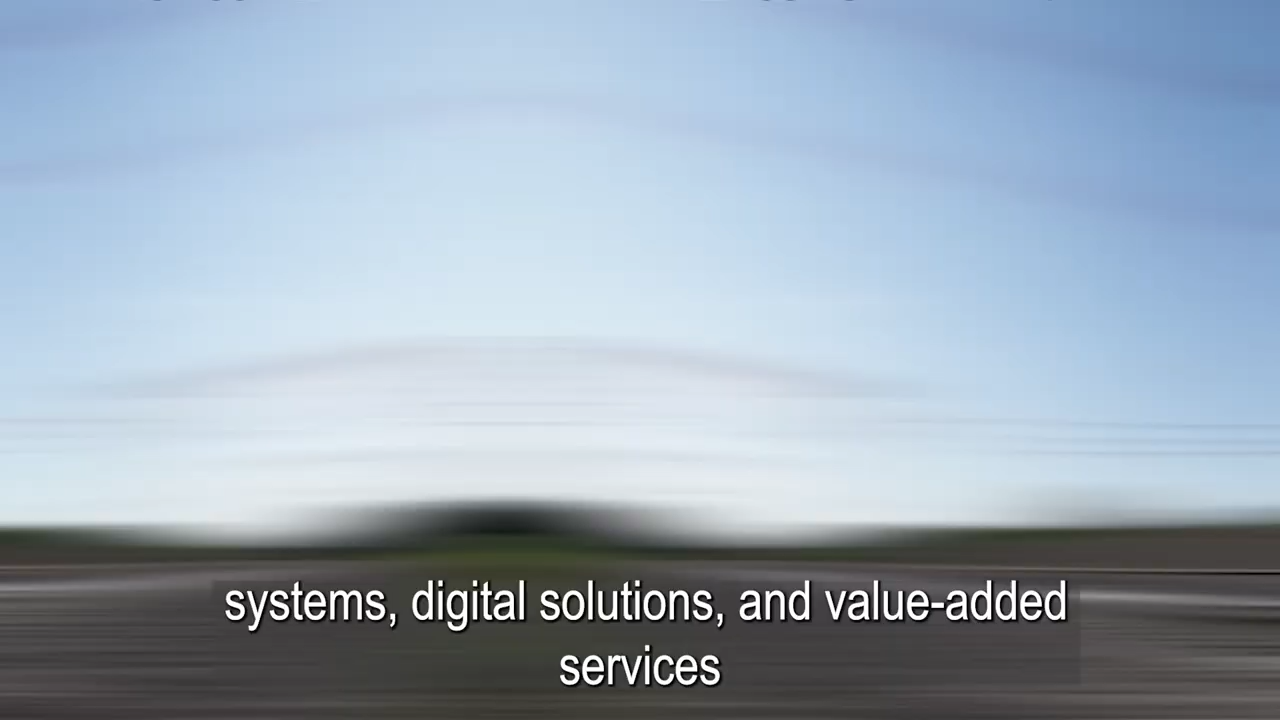 systems, digital solutions, and value-added
services